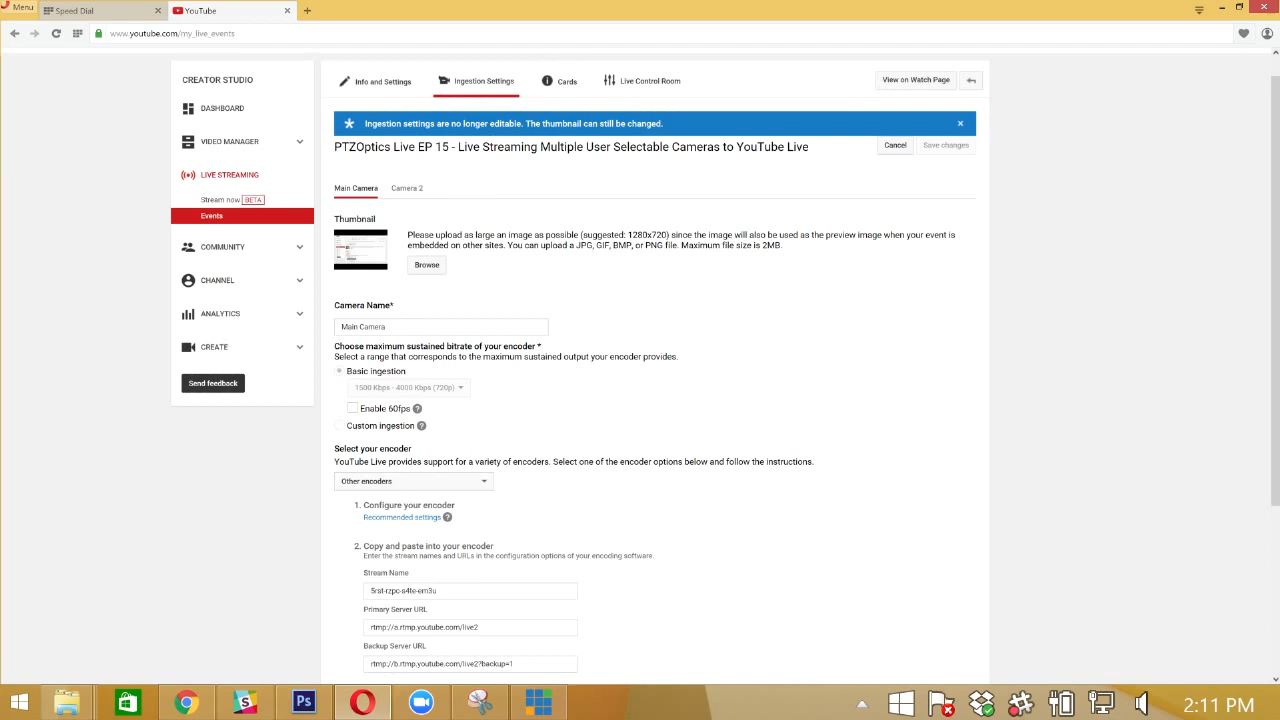 Menu
Speed Dial
YouTube
www.youtube.com/my_live_events
CREATOR STUDIO
DASHBOARD
VIDEO MANAGER
LIVE STREAMING
Stream now BETA
Events
COMMUNITY
CHANNEL
ANALYTICS
CREATE
Send feedback
Info and Settings
Ingestion Settings
Cards
Live Control Room
View on Watch Page
Ingestion settings are no longer editable. The thumbnail can still be changed.
PTZOptics Live EP 15 - Live Streaming Multiple User Selectable Cameras to YouTube Live
Cancel
Save changes
Main Camera
Camera 2
Thumbnail
Please upload as large an image as possible (suggested: 1280x720) since the image will also be used as the preview image when your event is
embedded on other sites. You can upload a JPG, GIF, BMP, or PNG file. Maximum file size is 2MB.
Browse
Camera Name*
Main Camera
Choose maximum sustained bitrate of your encoder *
Select a range that corresponds to the maximum sustained output your encoder provides.
Basic ingestion
1500 Kbps - 4000 Kbps (720p)
Enable 60fps ?
Custom ingestion ?
Select your encoder
YouTube Live provides support for a variety of encoders. Select one of the encoder options below and follow the instructions.
Other encoders
1. Configure your encoder
Recommended settings ?
2. Copy and paste into your encoder
Enter the stream names and URLs in the configuration options of your encoding software.
Stream Name
5rst-rzpc-s4te-em3u
Primary Server URL
rtmp://a.rtmp.youtube.com/live2
Backup Server URL
rtmp://b.rtmp.youtube.com/live2?backup=1
Ps
2:11 PM